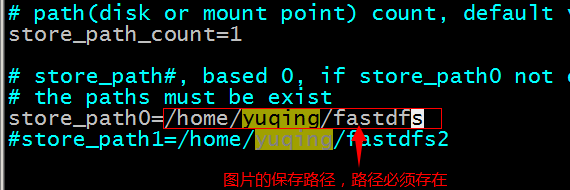 # path(disk or mount point) count, default
store_path_count=1
# store_path#, based 0, if store_path0 not
# the paths must be exist
store_path0=/home/yuqing/fastdfs
#store_path1=/home/yuqing/fastdfs2
图片的保存路径，路径必须存在